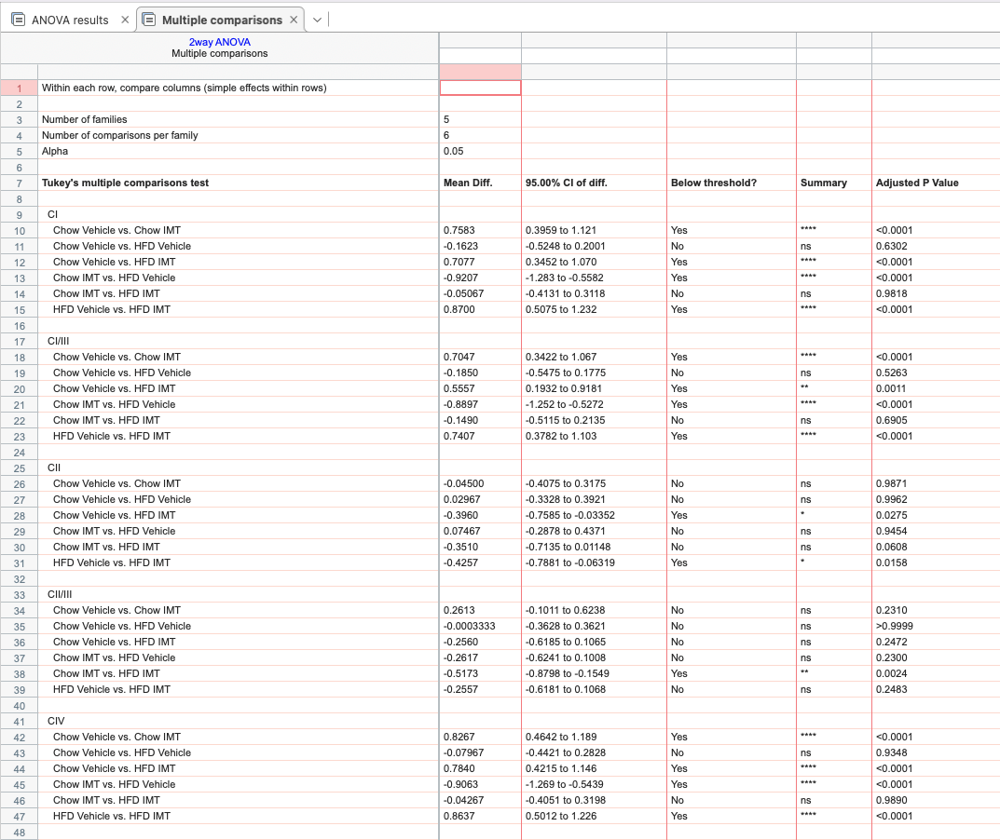 ANOVA results × Multiple comparisons ×
2way ANOVA
Multiple comparisons
1 Within each row, compare columns (simple effects within rows)
2
3 Number of families 5
4 Number of comparisons per family 6
5 Alpha 0.05
6
7 Tukey's multiple comparisons test Mean Diff. 95.00% CI of diff. Below threshold? Summary Adjusted P Value
8
9 CI
10 Chow Vehicle vs. Chow IMT 0.7583 0.3959 to 1.121 Yes **** <0.0001
11 Chow Vehicle vs. HFD Vehicle -0.1623 -0.5248 to 0.2001 No ns 0.6302
12 Chow Vehicle vs. HFD IMT 0.7077 0.3452 to 1.070 Yes **** <0.0001
13 Chow IMT vs. HFD Vehicle -0.9207 -1.283 to -0.5582 Yes **** <0.0001
14 Chow IMT vs. HFD IMT -0.05067 -0.4131 to 0.3118 No ns 0.9818
15 HFD Vehicle vs. HFD IMT 0.8700 0.5075 to 1.232 Yes **** <0.0001
16
17 CI/III
18 Chow Vehicle vs. Chow IMT 0.7047 0.3422 to 1.067 Yes **** <0.0001
19 Chow Vehicle vs. HFD Vehicle -0.1850 -0.5475 to 0.1775 No ns 0.5263
20 Chow Vehicle vs. HFD IMT 0.5557 0.1932 to 0.9181 Yes ** 0.0011
21 Chow IMT vs. HFD Vehicle -0.8897 -1.252 to -0.5272 Yes **** <0.0001
22 Chow IMT vs. HFD IMT -0.1490 -0.5115 to 0.2135 No ns 0.6905
23 HFD Vehicle vs. HFD IMT 0.7407 0.3782 to 1.103 Yes **** <0.0001
24
25 CII
26 Chow Vehicle vs. Chow IMT -0.04500 -0.4075 to 0.3175 No ns 0.9871
27 Chow Vehicle vs. HFD Vehicle 0.02967 -0.3328 to 0.3921 No ns 0.9962
28 Chow Vehicle vs. HFD IMT -0.3960 -0.7585 to -0.03352 Yes * 0.0275
29 Chow IMT vs. HFD Vehicle 0.07467 -0.2878 to 0.4371 No ns 0.9454
30 Chow IMT vs. HFD IMT -0.3510 -0.7135 to 0.01148 No ns 0.0608
31 HFD Vehicle vs. HFD IMT -0.4257 -0.7881 to -0.06319 Yes * 0.0158
32
33 CII/III
34 Chow Vehicle vs. Chow IMT 0.2613 -0.1011 to 0.6238 No ns 0.2310
35 Chow Vehicle vs. HFD Vehicle -0.0003333 -0.3628 to 0.3621 No ns >0.9999
36 Chow Vehicle vs. HFD IMT -0.2560 -0.6185 to 0.1065 No ns 0.2472
37 Chow IMT vs. HFD Vehicle -0.2617 -0.6241 to 0.1008 No ns 0.2300
38 Chow IMT vs. HFD IMT -0.5173 -0.8798 to -0.1549 Yes ** 0.0024
39 HFD Vehicle vs. HFD IMT -0.2557 -0.6181 to 0.1068 No ns 0.2483
40
41 CIV
42 Chow Vehicle vs. Chow IMT 0.8267 0.4642 to 1.189 Yes **** <0.0001
43 Chow Vehicle vs. HFD Vehicle -0.07967 -0.4421 to 0.2828 No ns 0.9348
44 Chow Vehicle vs. HFD IMT 0.7840 0.4215 to 1.146 Yes **** <0.0001
45 Chow IMT vs. HFD Vehicle -0.9063 -1.269 to -0.5439 Yes **** <0.0001
46 Chow IMT vs. HFD IMT -0.04267 -0.4051 to 0.3198 No ns 0.9890
47 HFD Vehicle vs. HFD IMT 0.8637 0.5012 to 1.226 Yes **** <0.0001
48